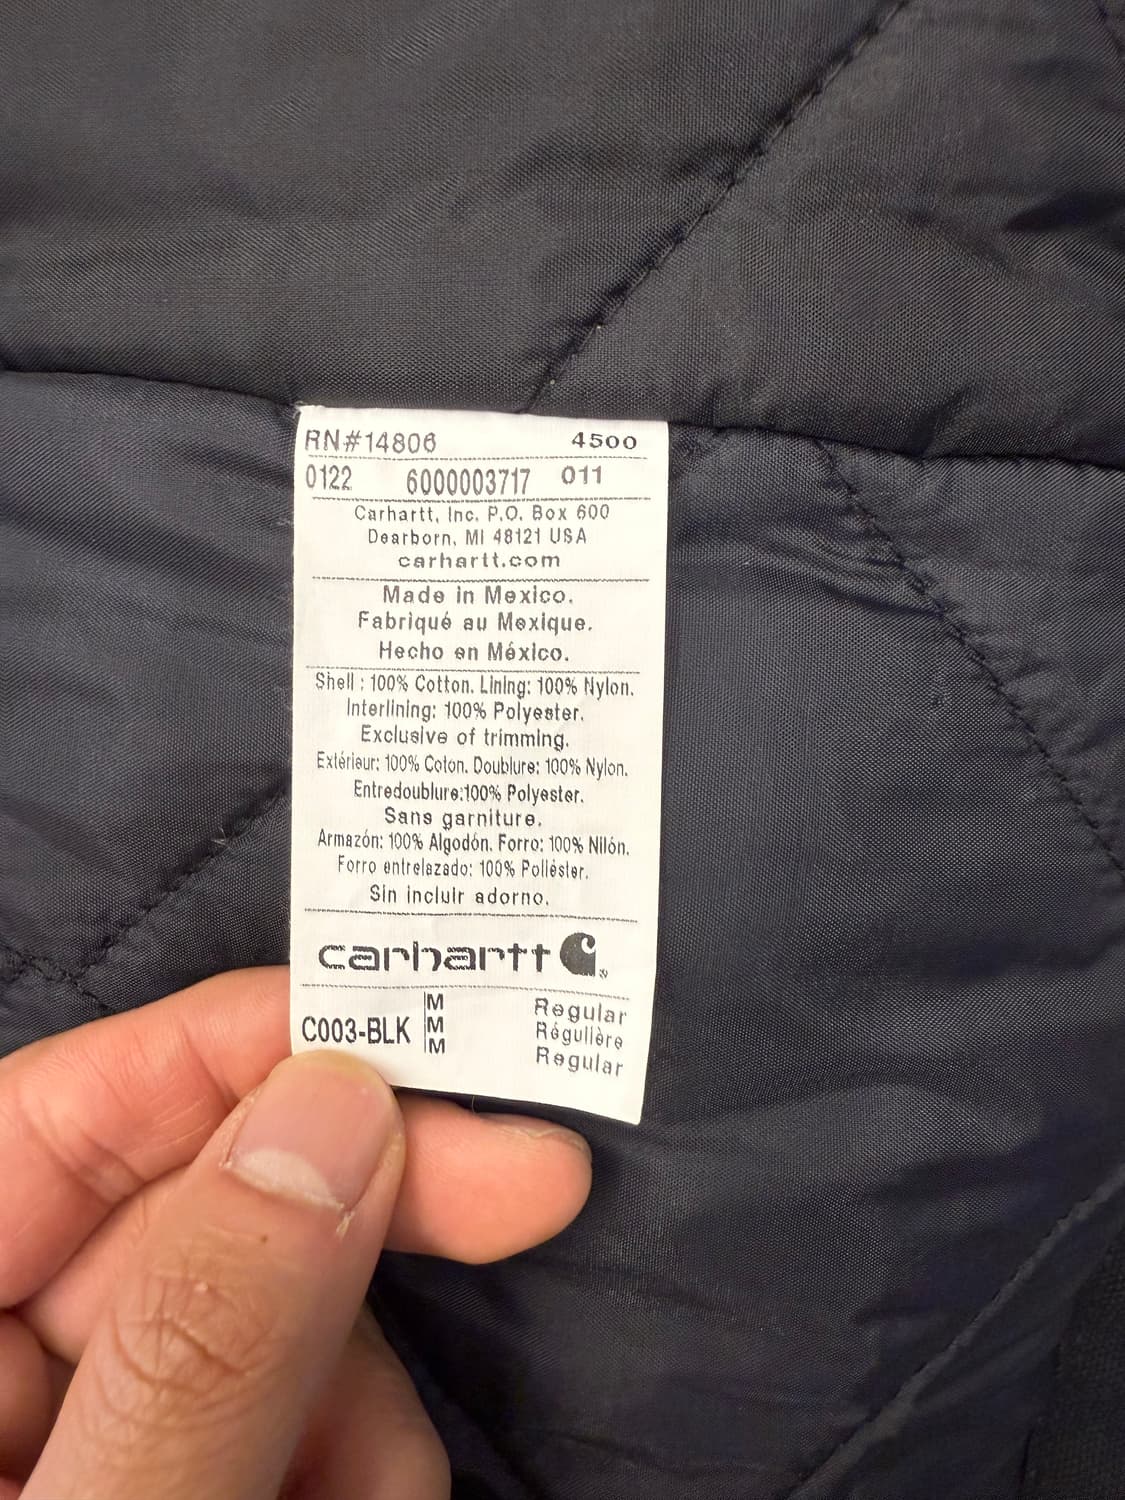 RN#14806 4500
0122 6000003717 011
Carhartt, Inc. P.O. Box 600
Dearborn, MI 48121 USA
carhartt.com
Made in Mexico.
Fabriqué au Mexique.
Hecho en México.
Shell : 100% Cotton. Lining: 100% Nylon.
Interlining: 100% Polyester.
Exclusive of trimming.
Extérieur: 100% Coton. Doublure: 100% Nylon.
Entredoublure:100% Polyester.
Sans garniture.
Armazón: 100% Algodón. Forro: 100% Nilón.
Forro entrelazado: 100% Poliéster.
Sin incluir adorno.
carhartt
M Regular
C003-BLK M Régulière
M Regular